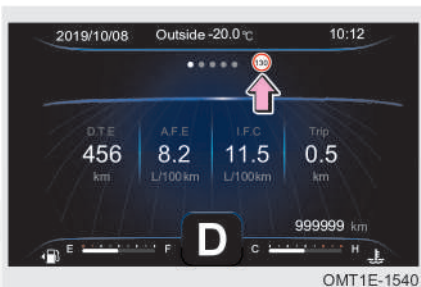 2019/10/08 Outside -20.0 ℃ 10:12
130
D.T.E A.F.E I.F.C Trip
456 8.2 11.5 0.5
km L/100km L/100km km
999999 km
E F D C H
OMT1E-1540